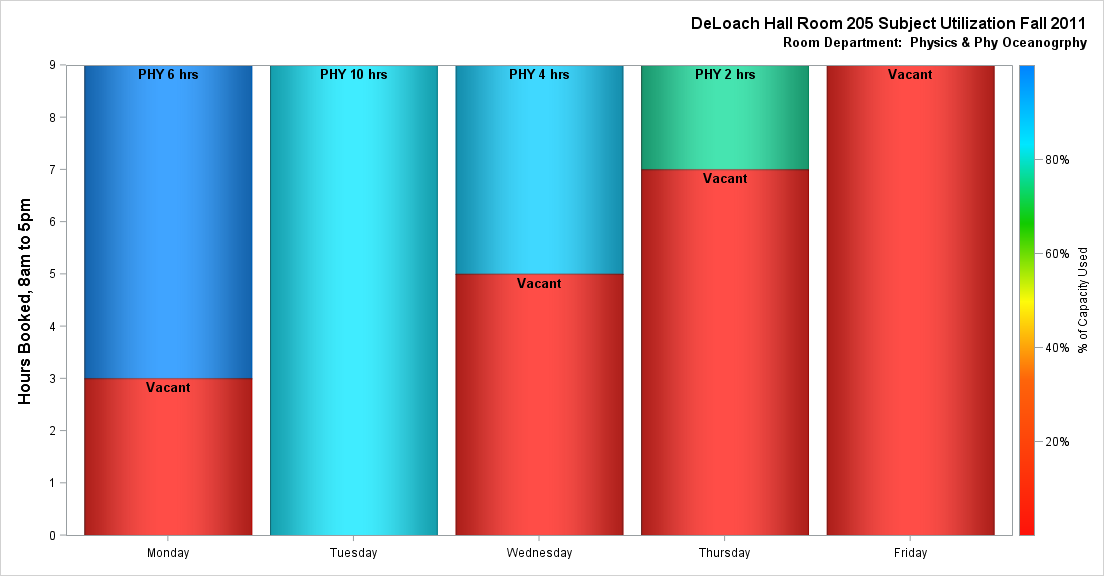 DeLoach Hall Room 205 Subject Utilization Fall 2011
Room Department:  Physics & Phy Oceanogrphy
Hours Booked, 8am to 5pm
9
8
7
6
5
4
3
2
1
0
PHY 6 hrs
Vacant
PHY 10 hrs
PHY 4 hrs
Vacant
PHY 2 hrs
Vacant
Vacant
Monday
Tuesday
Wednesday
Thursday
Friday
80%
60%
40%
20%
% of Capacity Used